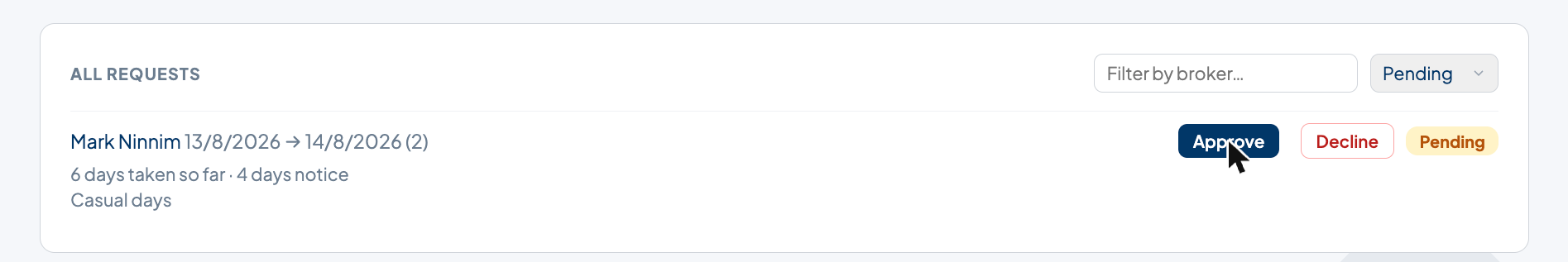 ALL REQUESTS
Filter by broker...
Pending
Mark Ninnim 13/8/2026 → 14/8/2026 (2)
Approve
Decline
Pending
6 days taken so far · 4 days notice
Casual days